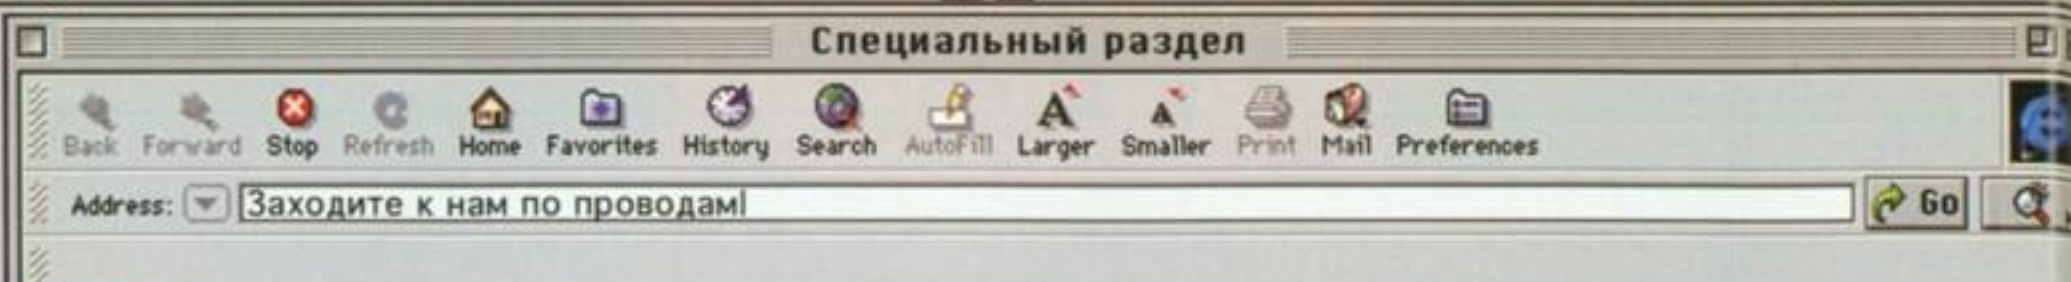 Специальный раздел
Back Forward Stop Refresh Home Favorites History Search AutoFill Larger Smaller Print Mail Preferences
Address: Заходите к нам по проводам Go